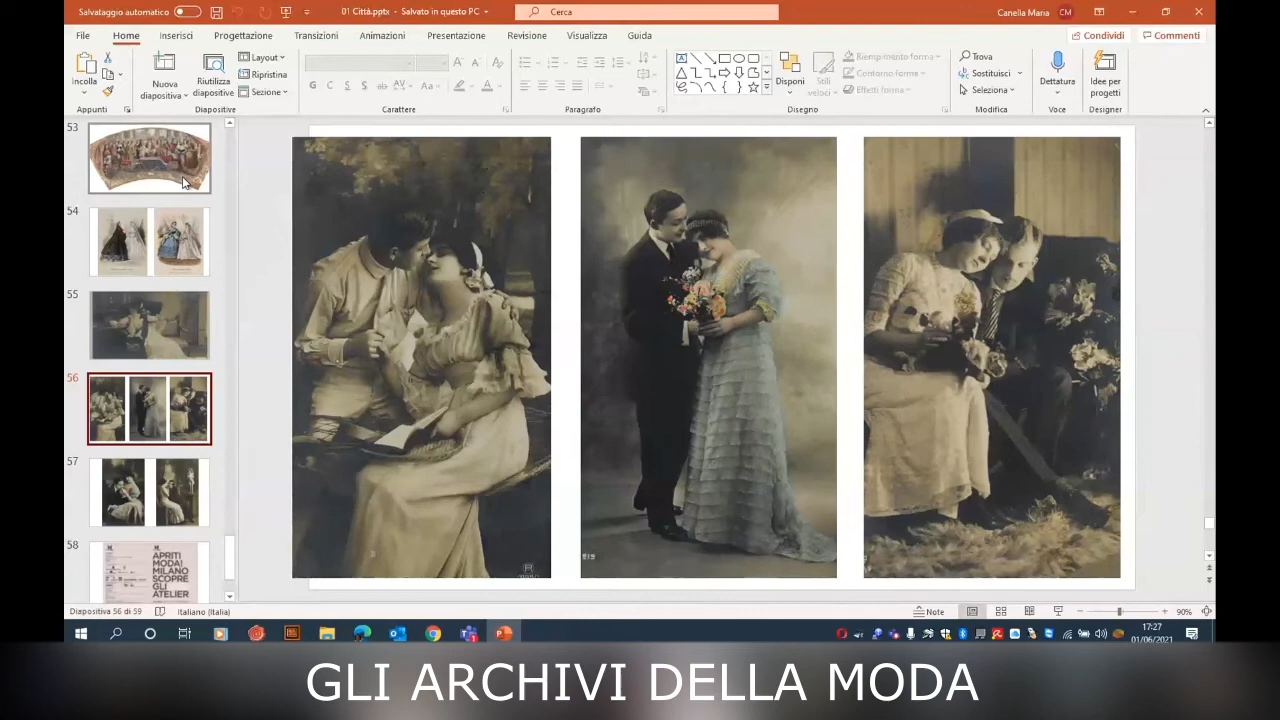 Salvataggio automatico
01 Città.pptx - Salvato in questo PC
Cerca
Canella Maria
CM
File
Home
Inserisci
Progettazione
Transizioni
Animazioni
Presentazione
Revisione
Visualizza
Guida
Condividi
Commenti
Incolla
Nuova diapositiva
Riutilizza diapositive
Layout
Ripristina
Sezione
G C S S ab AV Aa A
Disponi
Stili veloci
Riempimento forma
Contorno forma
Effetti forma
Trova
Sostituisci
Seleziona
Dettatura
Idee per progetti
Appunti
Diapositive
Carattere
Paragrafo
Disegno
Modifica
Voce
Designer
53
54
55
56
57
58
APRITI
MODA!
MILANO
SCOPRE
GLI
ATELIER
Diapositiva 56 di 59
Italiano (Italia)
Note
90%
17:27
01/06/2021
GLI ARCHIVI DELLA MODA